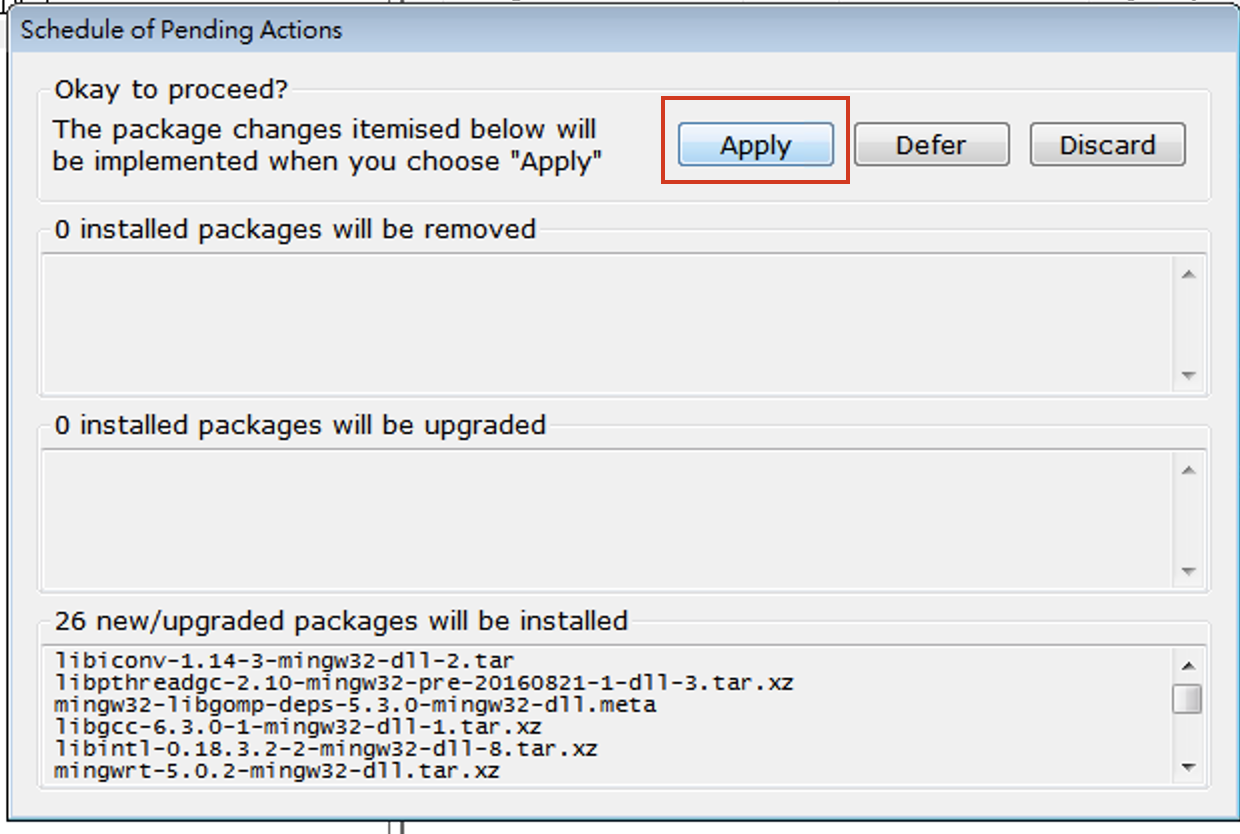 Schedule of Pending Actions
Okay to proceed?
The package changes itemised below will
be implemented when you choose "Apply"
Apply
Defer
Discard
0 installed packages will be removed
0 installed packages will be upgraded
26 new/upgraded packages will be installed
libiconv-1.14-3-mingw32-dll-2.tar
libpthreadgc-2.10-mingw32-pre-20160821-1-dll-3.tar.xz
mingw32-libgomp-deps-5.3.0-mingw32-dll.meta
libgcc-6.3.0-1-mingw32-dll-1.tar.xz
libintl-0.18.3.2-2-mingw32-dll-8.tar.xz
mingwrt-5.0.2-mingw32-dll.tar.xz